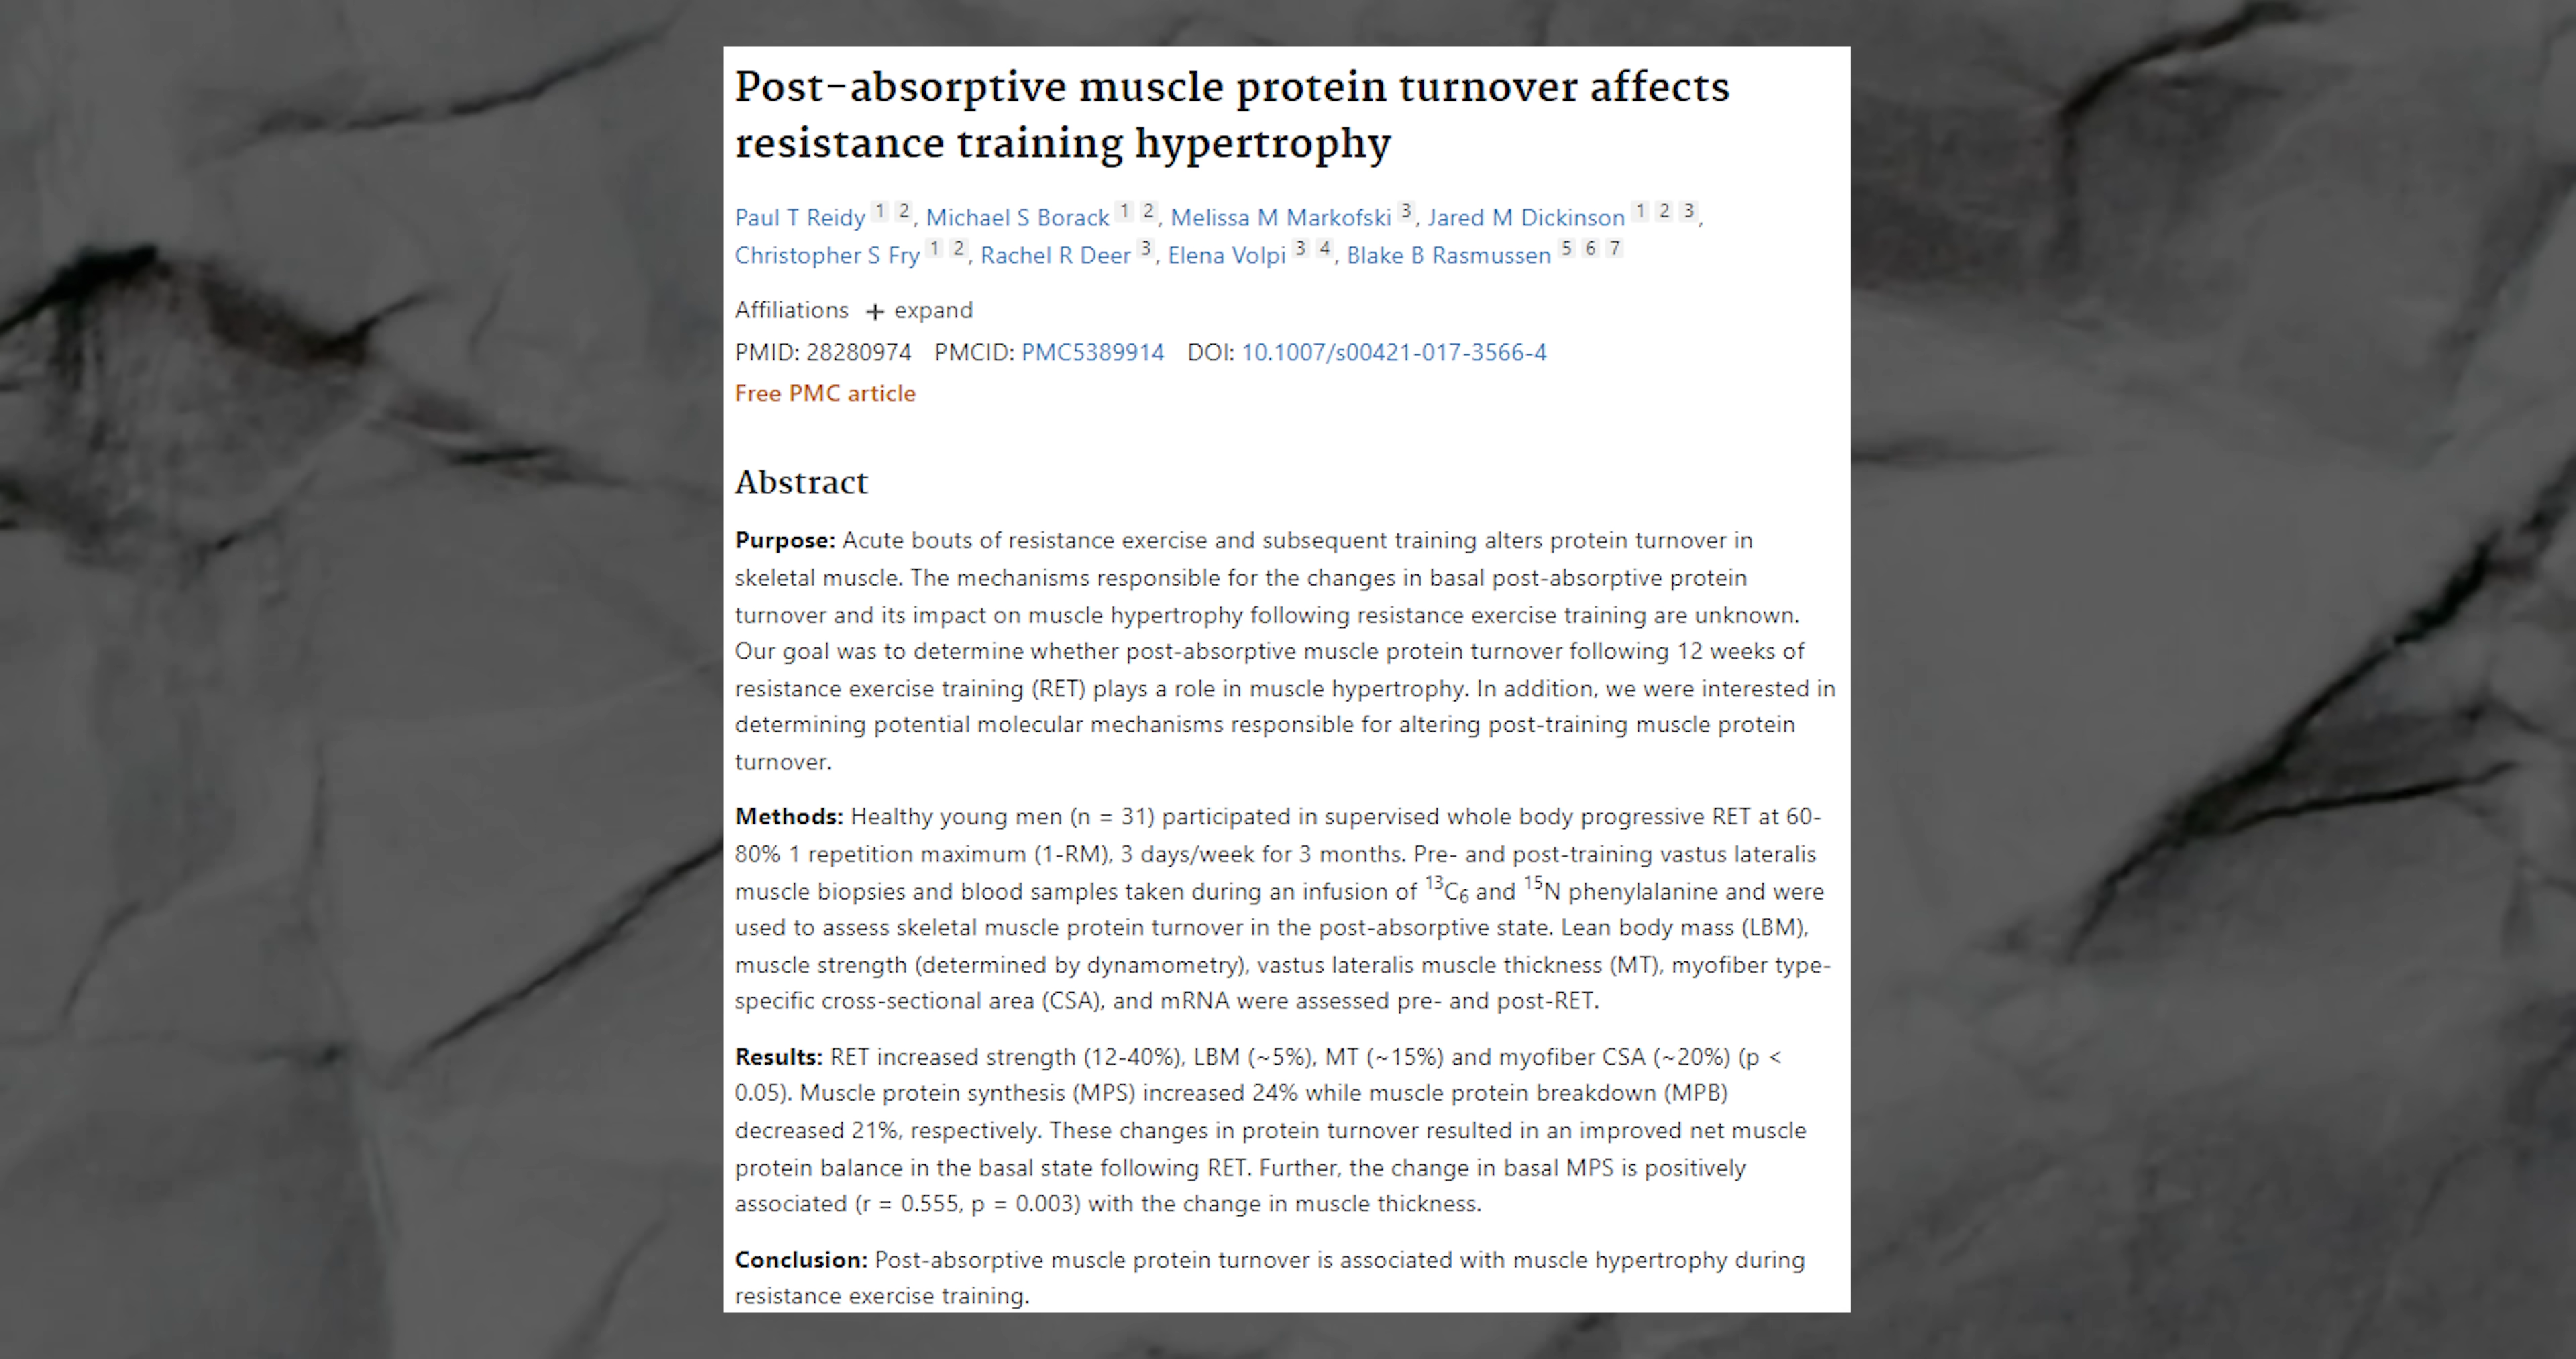 Post-absorptive muscle protein turnover affects
resistance training hypertrophy
Paul T Reidy 1 2, Michael S Borack 1 2, Melissa M Markofski 3, Jared M Dickinson 1 2 3,
Christopher S Fry 1 2, Rachel R Deer 3, Elena Volpi 3 4, Blake B Rasmussen 5 6 7
Affiliations + expand
PMID: 28280974 PMCID: PMC5389914 DOI: 10.1007/s00421-017-3566-4
Free PMC article
Abstract
Purpose: Acute bouts of resistance exercise and subsequent training alters protein turnover in
skeletal muscle. The mechanisms responsible for the changes in basal post-absorptive protein
turnover and its impact on muscle hypertrophy following resistance exercise training are unknown.
Our goal was to determine whether post-absorptive muscle protein turnover following 12 weeks of
resistance exercise training (RET) plays a role in muscle hypertrophy. In addition, we were interested in
determining potential molecular mechanisms responsible for altering post-training muscle protein
turnover.
Methods: Healthy young men (n = 31) participated in supervised whole body progressive RET at 60-
80% 1 repetition maximum (1-RM), 3 days/week for 3 months. Pre- and post-training vastus lateralis
muscle biopsies and blood samples taken during an infusion of ¹³C₆ and ¹⁵N phenylalanine and were
used to assess skeletal muscle protein turnover in the post-absorptive state. Lean body mass (LBM),
muscle strength (determined by dynamometry), vastus lateralis muscle thickness (MT), myofiber type-
specific cross-sectional area (CSA), and mRNA were assessed pre- and post-RET.
Results: RET increased strength (12-40%), LBM (~5%), MT (~15%) and myofiber CSA (~20%) (p <
0.05). Muscle protein synthesis (MPS) increased 24% while muscle protein breakdown (MPB)
decreased 21%, respectively. These changes in protein turnover resulted in an improved net muscle
protein balance in the basal state following RET. Further, the change in basal MPS is positively
associated (r = 0.555, p = 0.003) with the change in muscle thickness.
Conclusion: Post-absorptive muscle protein turnover is associated with muscle hypertrophy during
resistance exercise training.